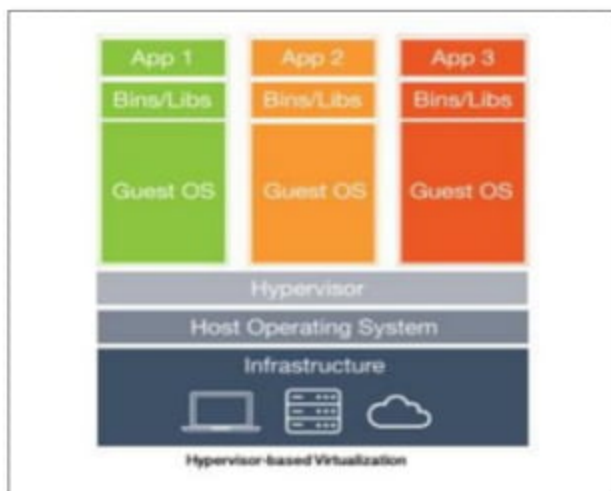 App 1 App 2 App 3
Bins/Libs Bins/Libs Bins/Libs
Guest OS Guest OS Guest OS
Hypervisor
Host Operating System
Infrastructure
Hypervisor-based Virtualization